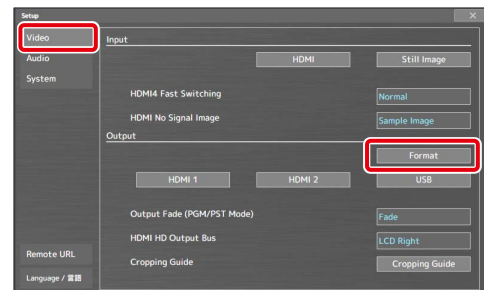 Setup
Video
Audio
System
Remote URL
Language / 言語
Input
HDMI
Still Image
HDMI4 Fast Switching
Normal
HDMI No Signal Image
Sample Image
Output
Format
HDMI 1
HDMI 2
USB
Output Fade (PGM/PST Mode)
Fade
HDMI HD Output Bus
LCD Right
Cropping Guide
Cropping Guide